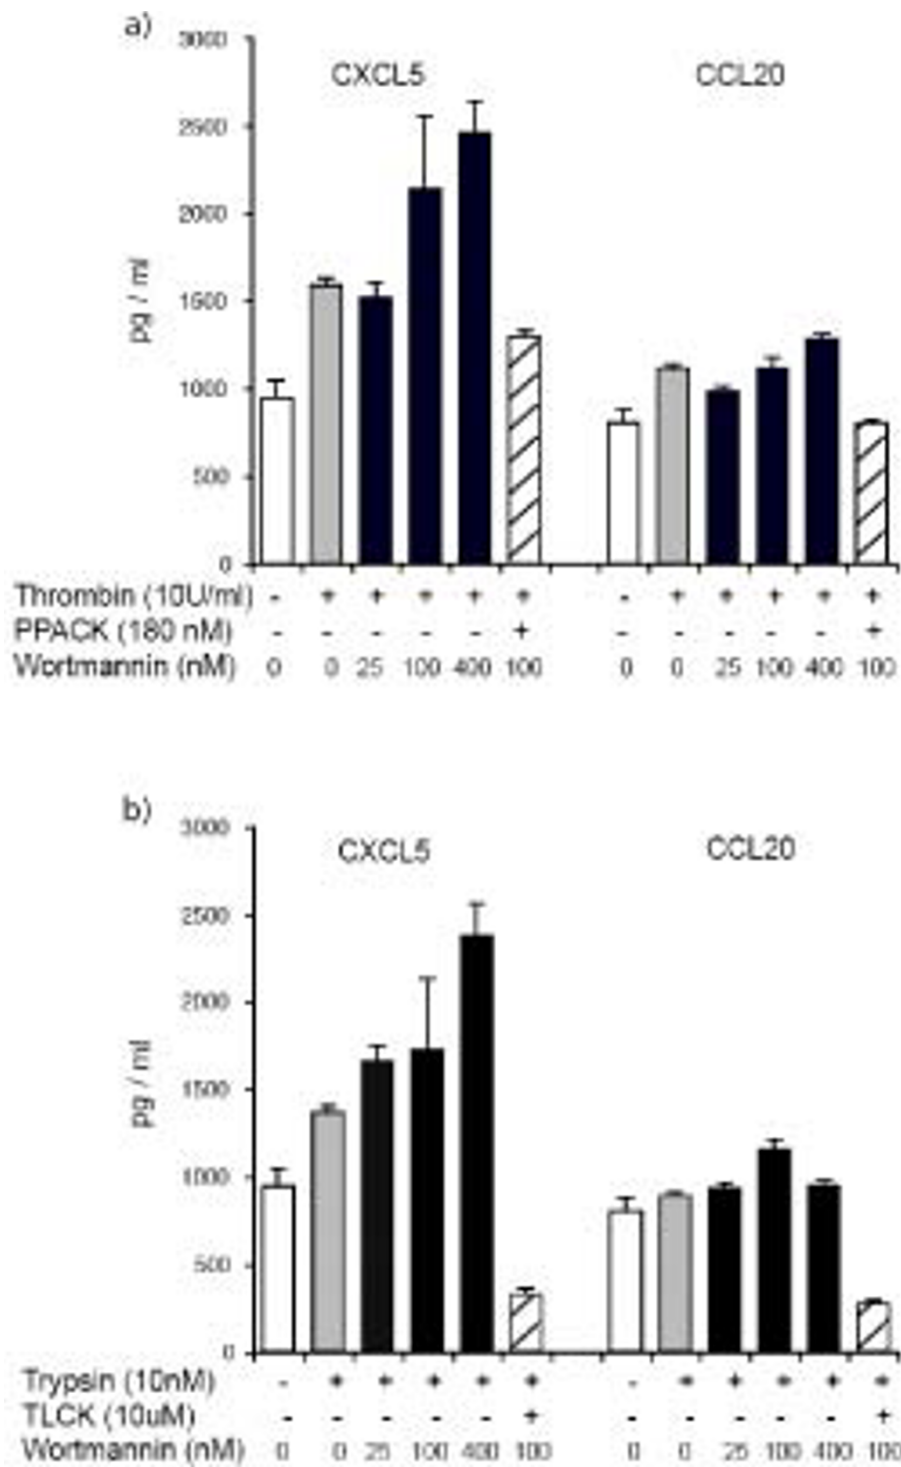 a)
3000
CXCL5 CCL20
2500
2000
pg / ml
1500
1000
500
0
Thrombin (10U/ml) - + + + + + - + + + + +
PPACK (180 nM) - - - - - + - - - - - +
Wortmannin (nM) 0 0 25 100 400 100 0 0 25 100 400 100
b)
3000
CXCL5 CCL20
2500
2000
pg / ml
1500
1000
500
0
Trypsin (10nM) - + + + + + - + + + + +
TLCK (10uM) - - - - - + - - - - - +
Wortmannin (nM) 0 0 25 100 400 100 0 0 25 100 400 100